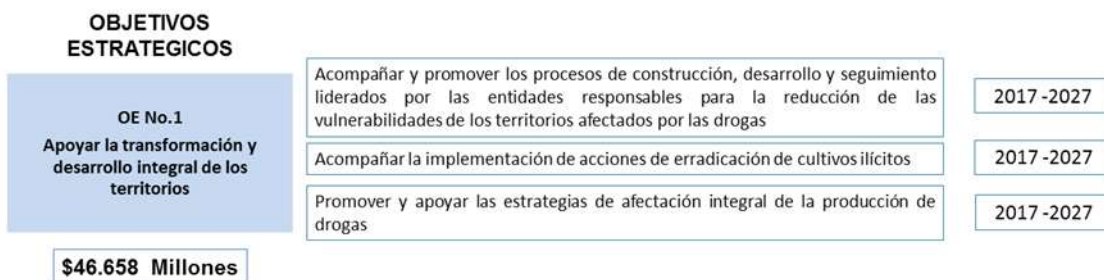 OBJETIVOS
ESTRATEGICOS
OE No.1
Apoyar la transformación y
desarrollo integral de los
territorios
$46.658 Millones
Acompañar y promover los procesos de construcción, desarrollo y seguimiento
liderados por las entidades responsables para la reducción de las
vulnerabilidades de los territorios afectados por las drogas
2017 -2027
Acompañar la implementación de acciones de erradicación de cultivos ilícitos
2017 -2027
Promover y apoyar las estrategias de afectación integral de la producción de
drogas
2017 -2027